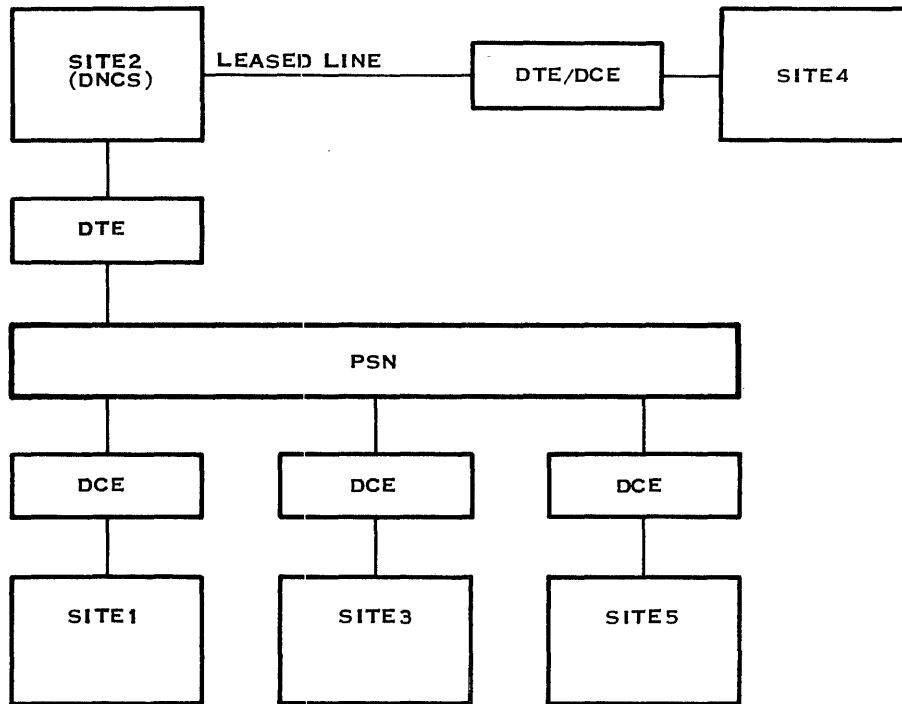 SITE2
(DNCS)
LEASED LINE
DTE/DCE
SITE4
DTE
PSN
DCE
DCE
DCE
SITE1
SITE3
SITE5